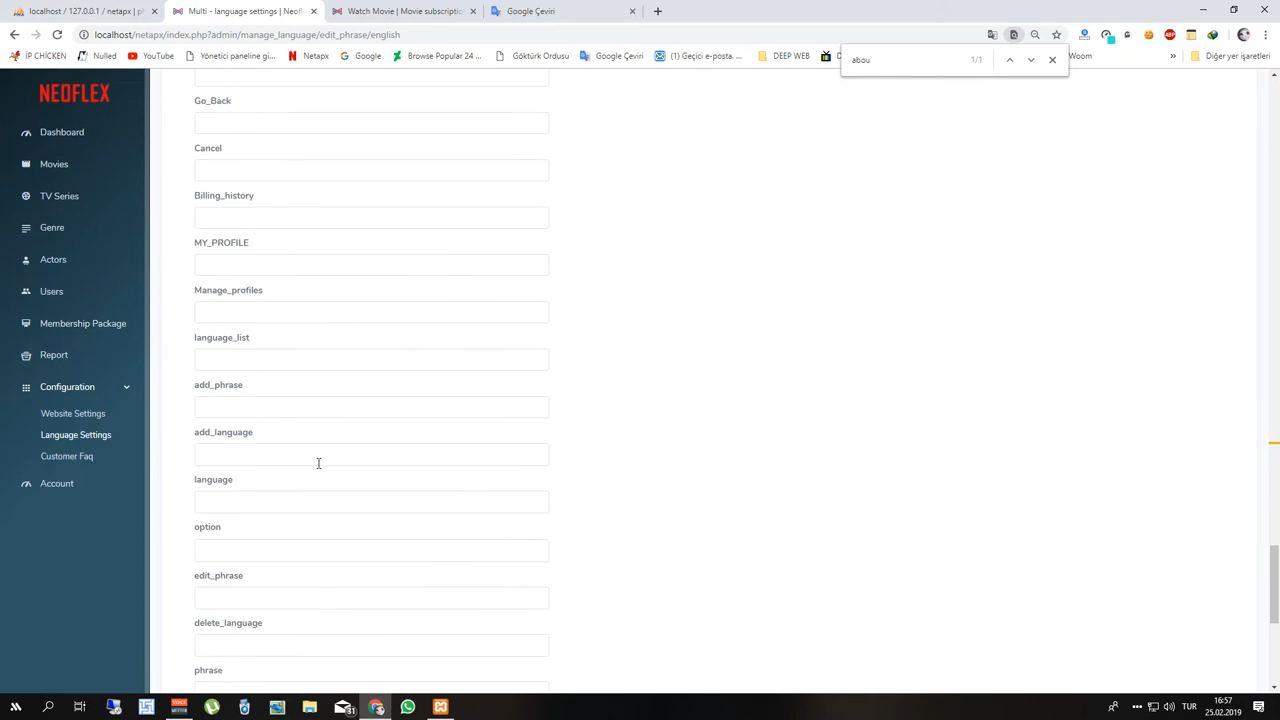 localhost / 127.0.0.1 / netapx | ph
Multi - language settings | Neofl
Watch Movie | Movie subscriptio
Google Çeviri
localhost/netapx/index.php?admin/manage_language/edit_phrase/english
İP CHİCKEN
Nulled
YouTube
Yönetici paneline gi...
Netapx
Google
Browse Popular 24 ...
Göktürk Ordusu
Google Çeviri
(1) Geçici e-posta. ...
DEEP WEB
Woom
Diğer yer işaretleri
abou
1/1
NEOFLEX
Dashboard
Movies
TV Series
Genre
Actors
Users
Membership Package
Report
Configuration
Website Settings
Language Settings
Customer Faq
Account
Go_Back
Cancel
Billing_history
MY_PROFILE
Manage_profiles
language_list
add_phrase
add_language
language
option
edit_phrase
delete_language
phrase
VOICE
31
TUR
16:57
25.02.2019